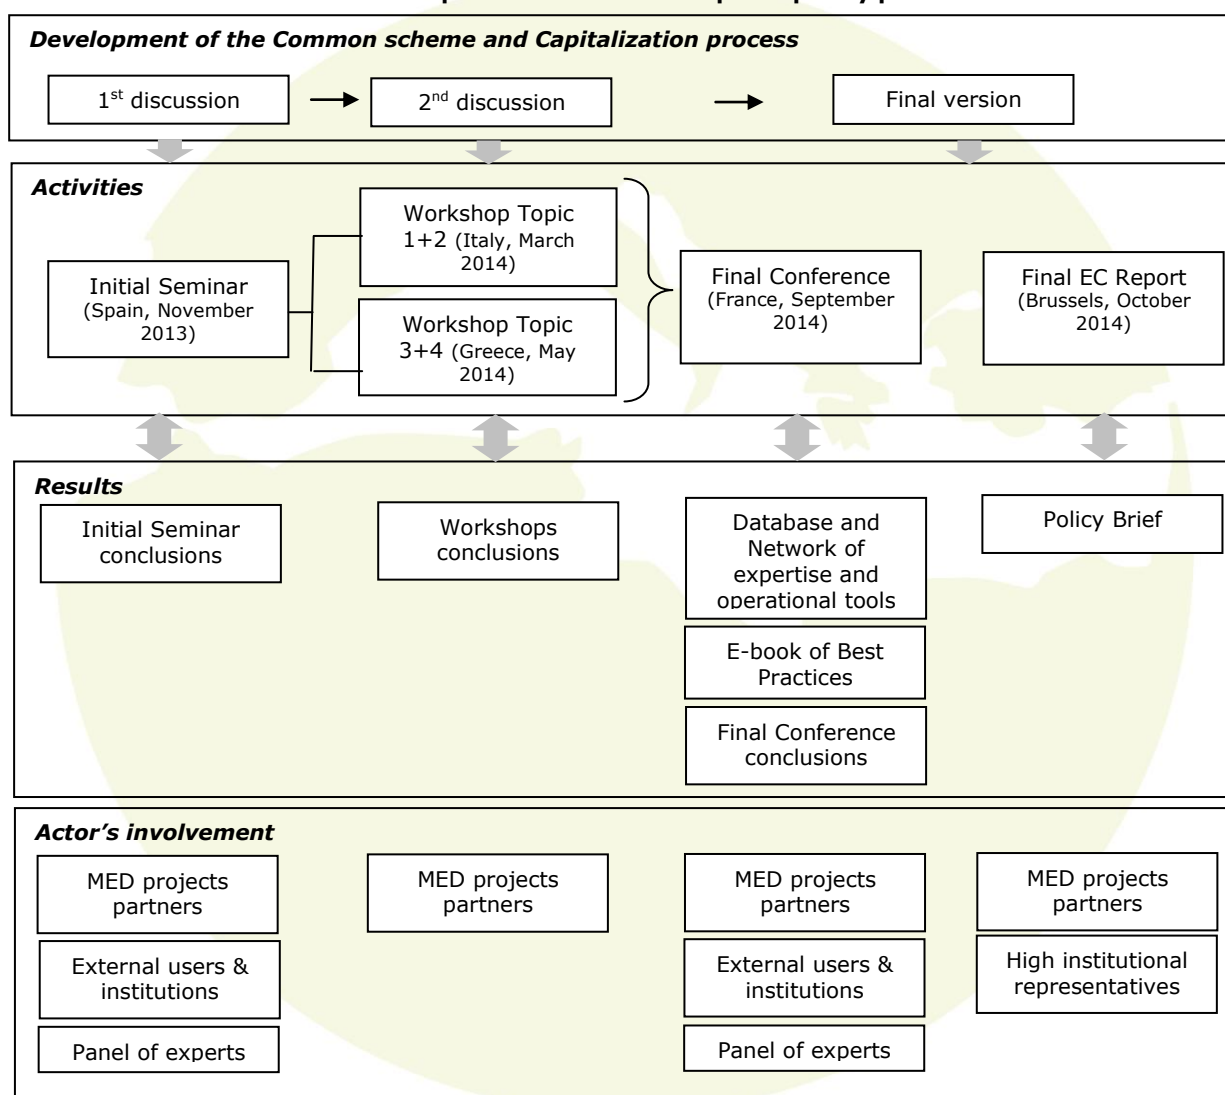 Development of the Common scheme and Capitalization process
1st discussion
2nd discussion
Final version
Activities
Initial Seminar
(Spain, November
2013)
Workshop Topic
1+2 (Italy, March
2014)
Workshop Topic
3+4 (Greece, May
2014)
Final Conference
(France, September
2014)
Final EC Report
(Brussels, October
2014)
Results
Initial Seminar
conclusions
Workshops
conclusions
Database and
Network of
expertise and
operational tools
E-book of Best
Practices
Final Conference
conclusions
Policy Brief
Actor’s involvement
MED projects
partners
External users &
institutions
Panel of experts
MED projects
partners
MED projects
partners
External users &
institutions
Panel of experts
MED projects
partners
High institutional
representatives